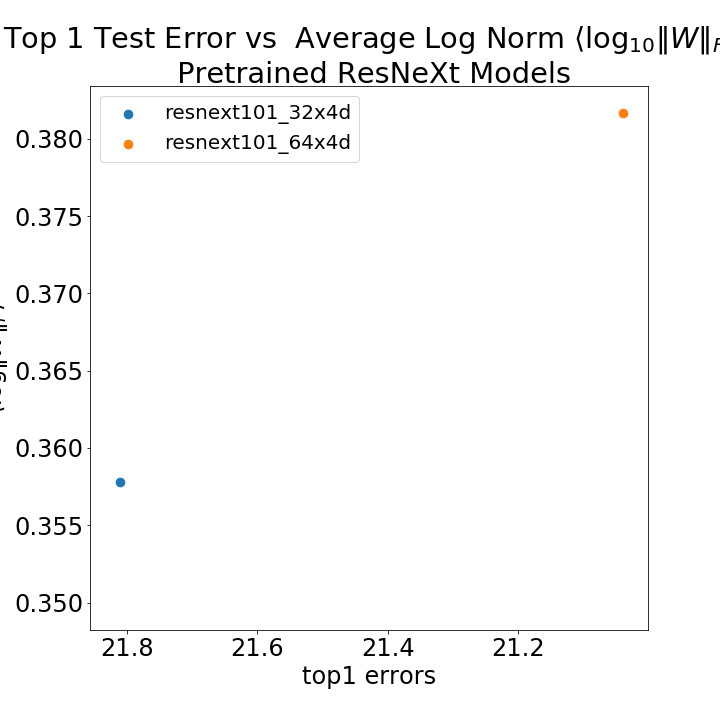 Top 1 Test Error vs  Average Log Norm ⟨log₁₀‖W‖F
Pretrained ResNeXt Models
resnext101_32x4d
resnext101_64x4d
0.380
0.375
0.370
0.365
0.360
0.355
0.350
21.8
21.6
21.4
21.2
top1 errors